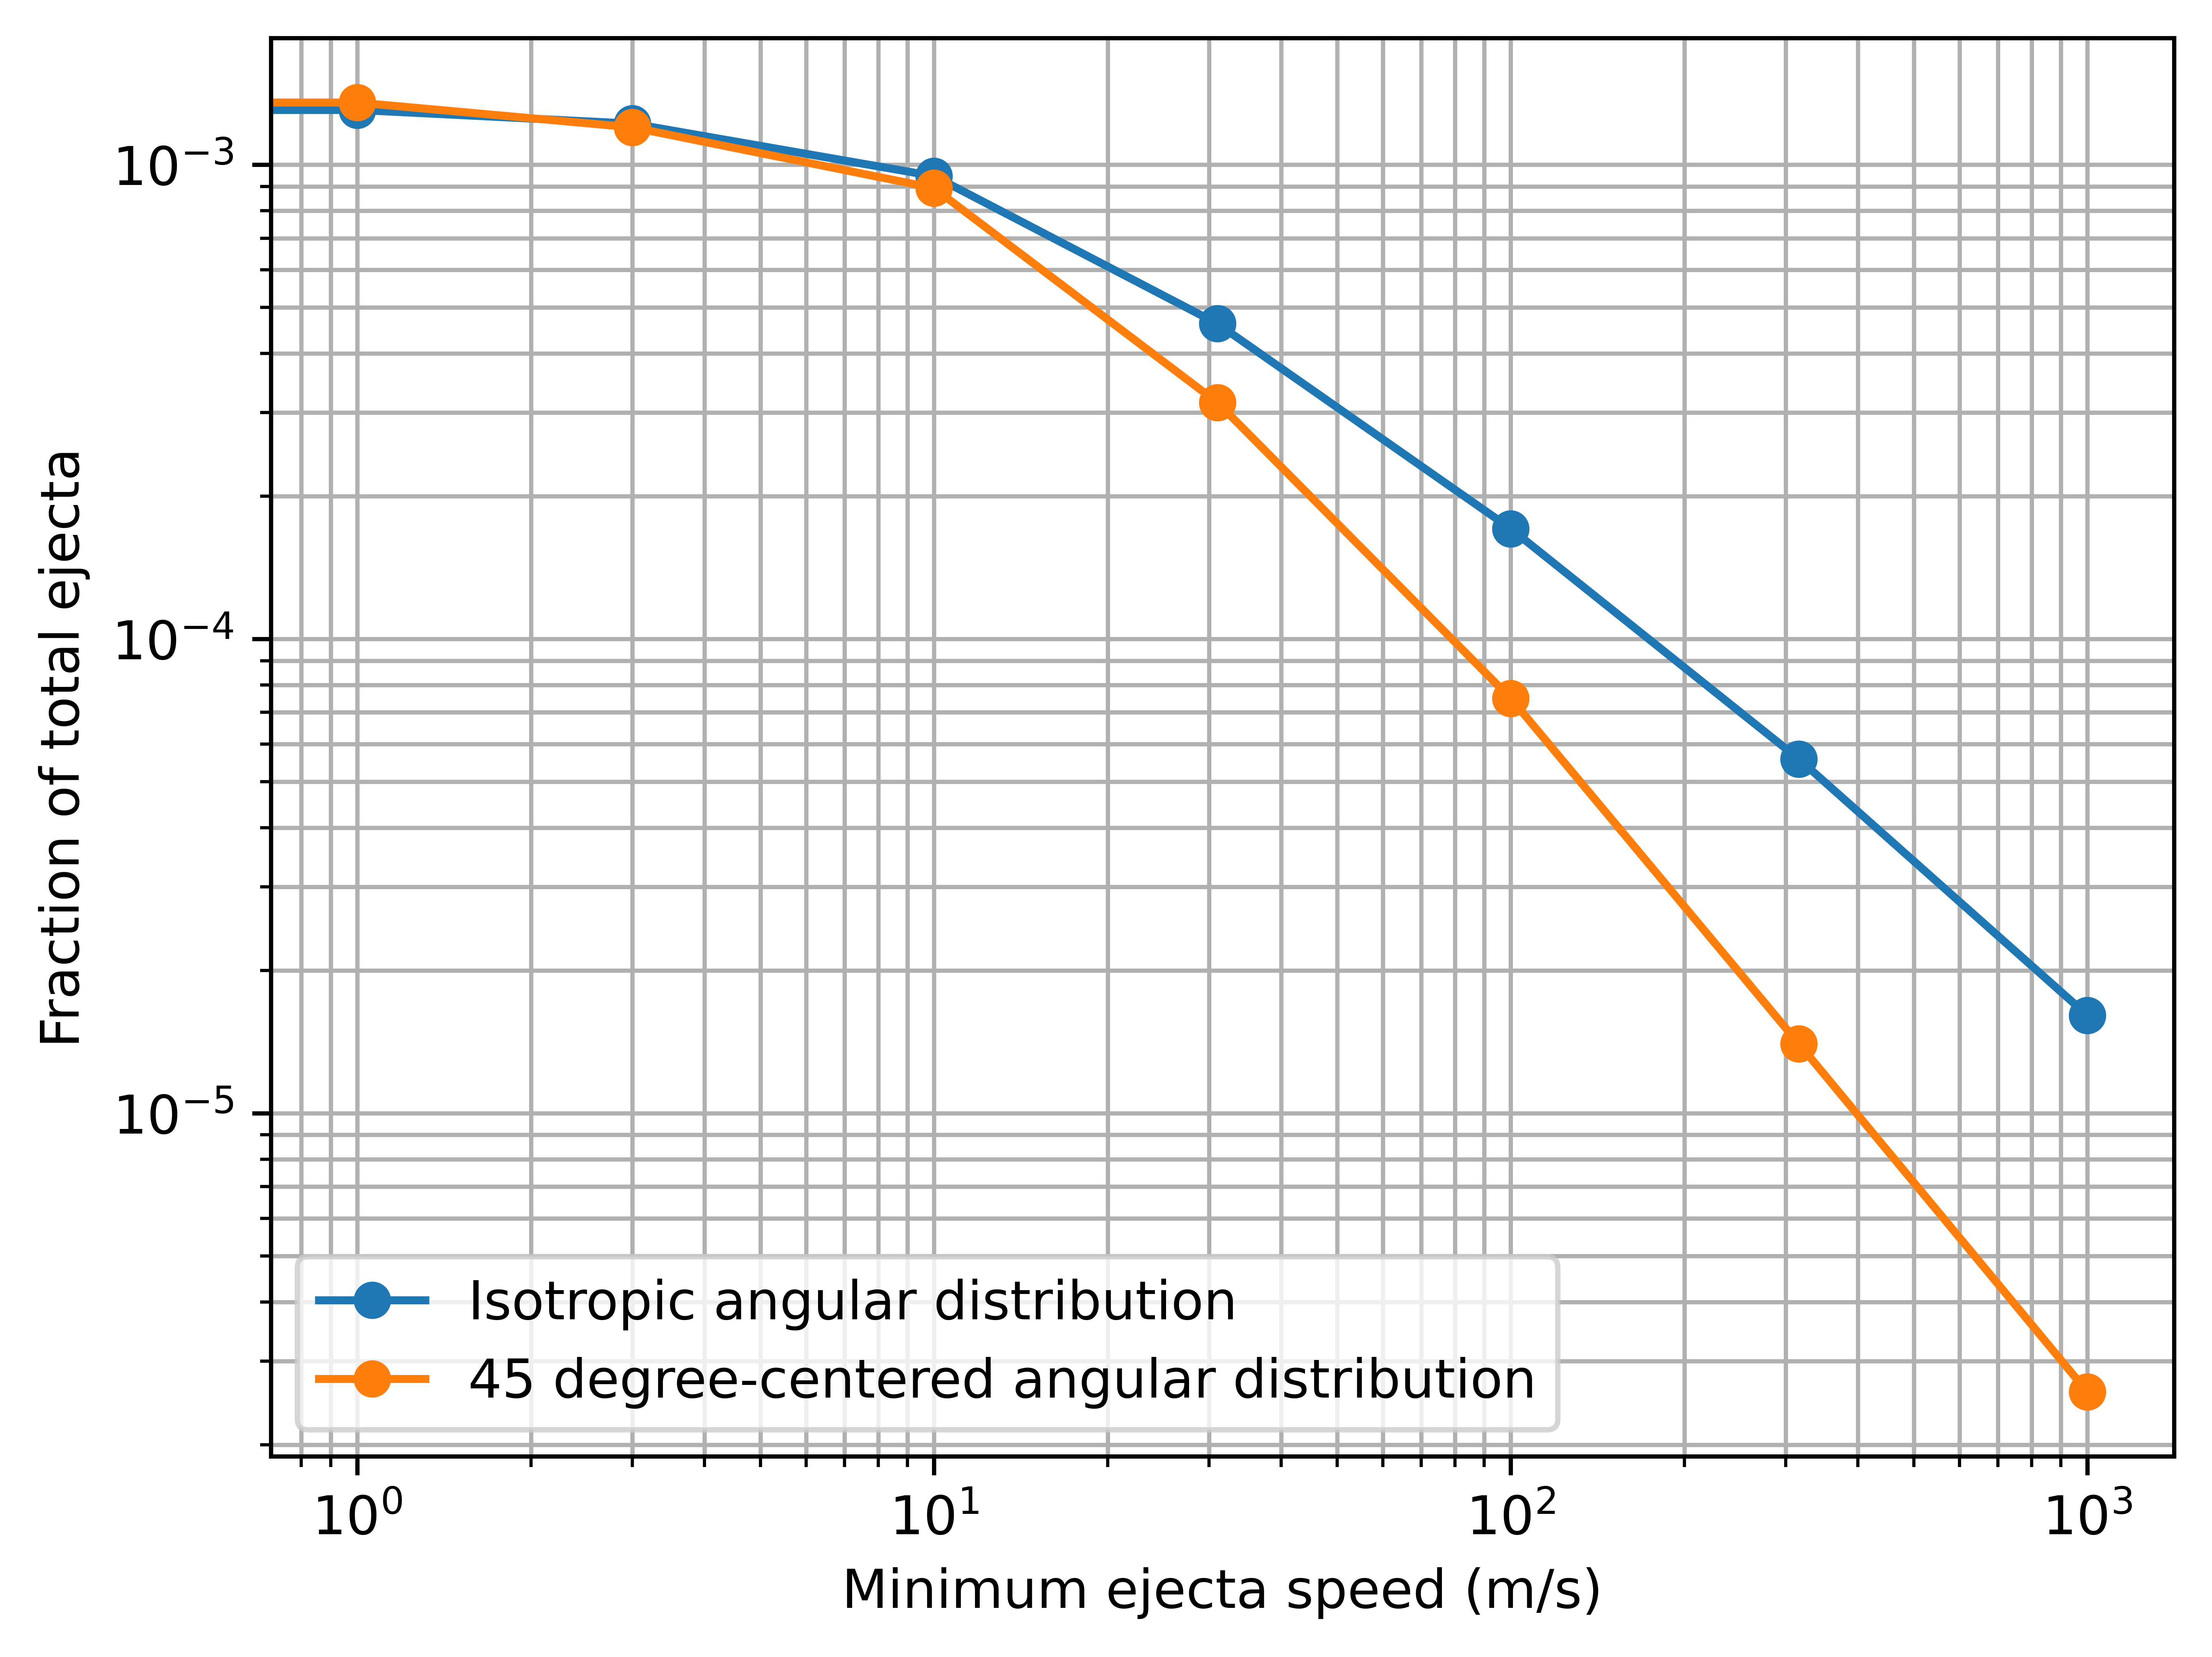 10⁻³
10⁻⁴
10⁻⁵
Fraction of total ejecta
Isotropic angular distribution
45 degree-centered angular distribution
10⁰ 10¹ 10² 10³
Minimum ejecta speed (m/s)